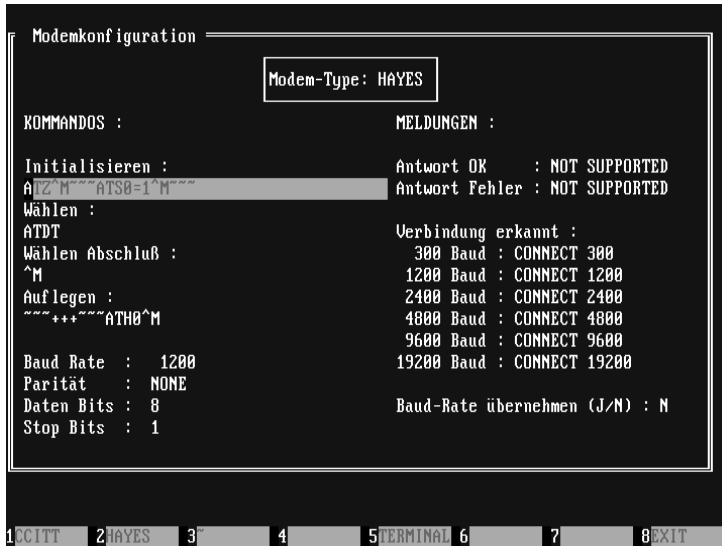 Modemkonfiguration
Modem-Type: HAYES
KOMMANDOS :
Initialisieren :
ATZ^M~~~ATS0=1^M~~~
Wählen :
ATDT
Wählen Abschluß :
^M
Auflegen :
~~~+++~~~ATH0^M
Baud Rate : 1200
Parität : NONE
Daten Bits : 8
Stop Bits : 1
MELDUNGEN :
Antwort OK : NOT SUPPORTED
Antwort Fehler : NOT SUPPORTED
Verbindung erkannt :
300 Baud : CONNECT 300
1200 Baud : CONNECT 1200
2400 Baud : CONNECT 2400
4800 Baud : CONNECT 4800
9600 Baud : CONNECT 9600
19200 Baud : CONNECT 19200
Baud-Rate übernehmen (J/N) : N
1CCITT 2HAYES 3~ 4 5TERMINAL 6 7 8EXIT